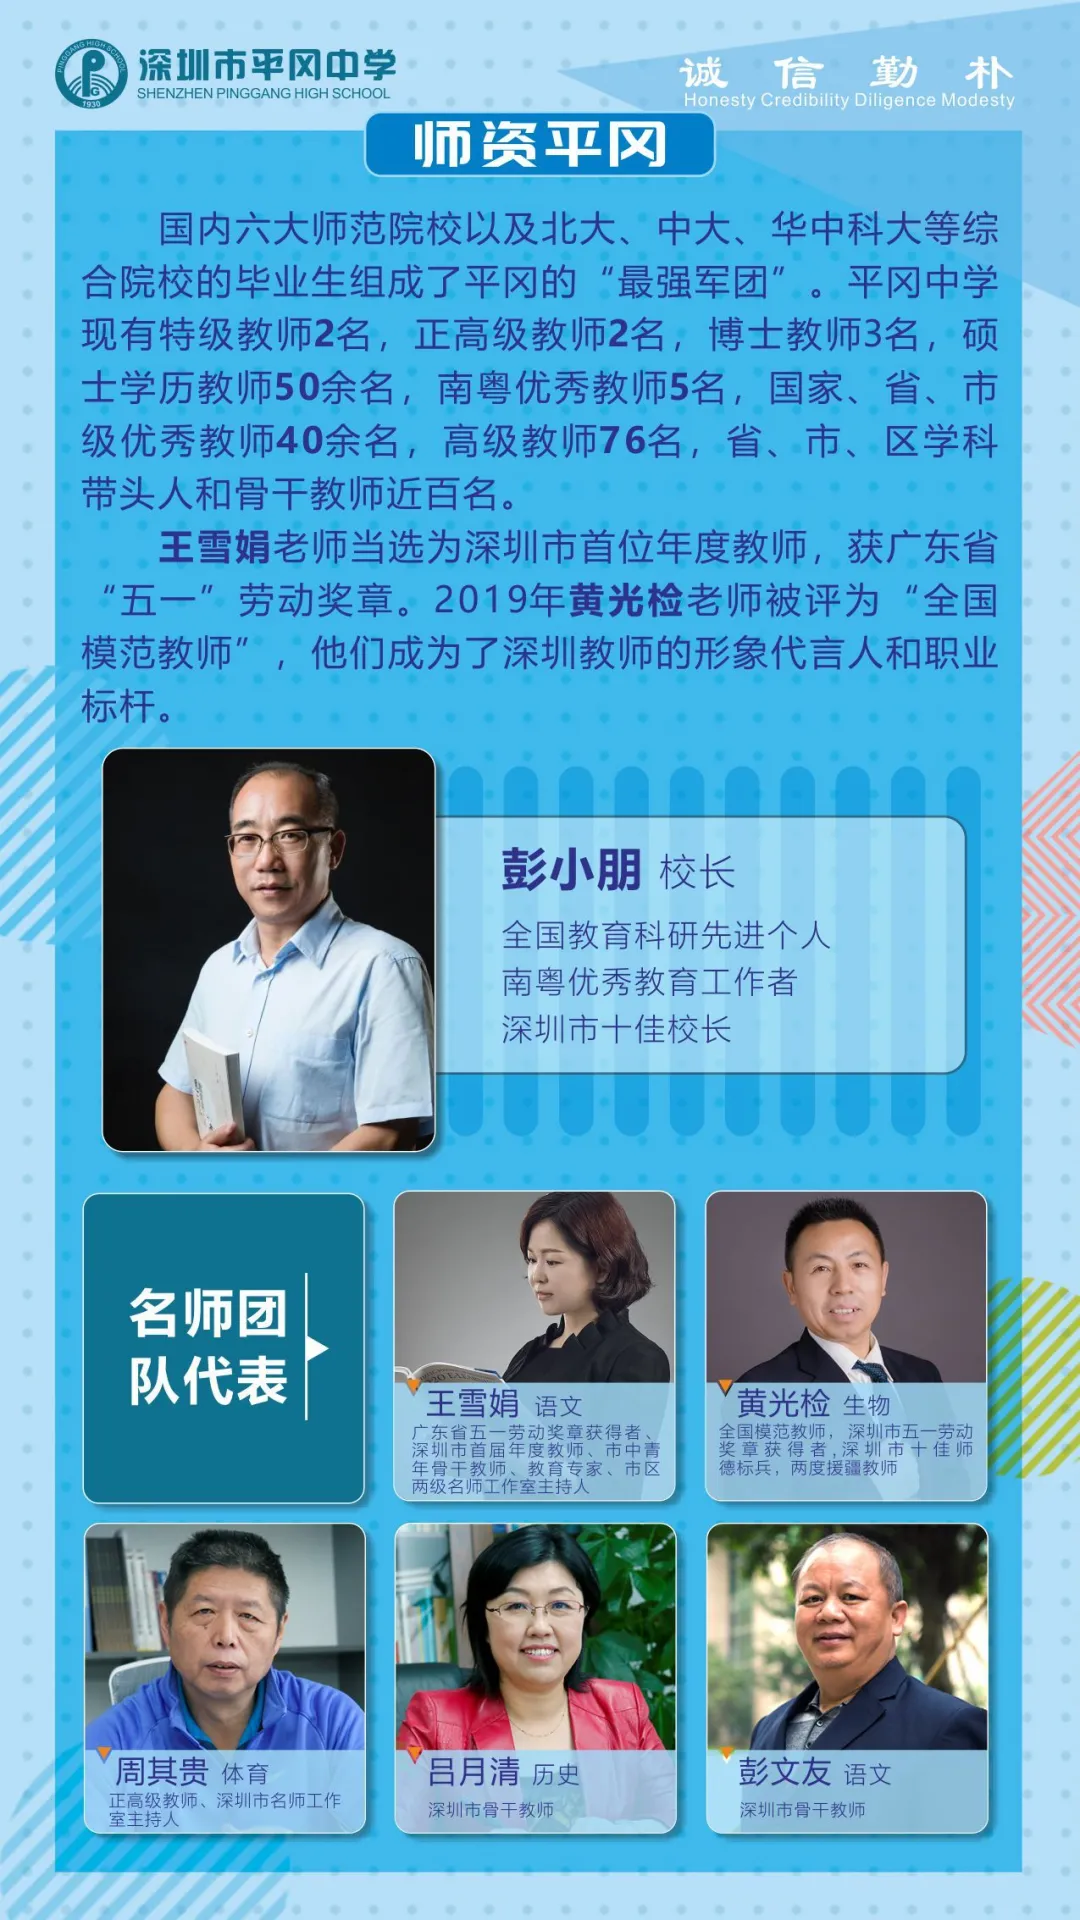 PINGGANG HIGH SCHOOL
1930
深圳市平冈中学
SHENZHEN PINGGANG HIGH SCHOOL
诚信勤朴
Honesty Credibility Diligence Modesty
师资平冈
国内六大师范院校以及北大、中大、华中科大等综
合院校的毕业生组成了平冈的“最强军团”。平冈中学
现有特级教师2名，正高级教师2名，博士教师3名，硕
士学历教师50余名，南粤优秀教师5名，国家、省、市
级优秀教师40余名，高级教师76名，省、市、区学科
带头人和骨干教师近百名。
王雪娟老师当选为深圳市首位年度教师，获广东省
“五一”劳动奖章。2019年黄光检老师被评为“全国
模范教师”，他们成为了深圳教师的形象代言人和职业
标杆。
彭小朋 校长
全国教育科研先进个人
南粤优秀教育工作者
深圳市十佳校长
名师团
队代表
王雪娟 语文
广东省五一劳动奖章获得者、
深圳市首届年度教师、市中青
年骨干教师、教育专家、市区
两级名师工作室主持人
黄光检 生物
全国模范教师，深圳市五一劳动
奖章获得者,深圳市十佳师
德标兵，两度援疆教师
周其贵 体育
正高级教师、深圳市名师工作
室主持人
吕月清 历史
深圳市骨干教师
彭文友 语文
深圳市骨干教师